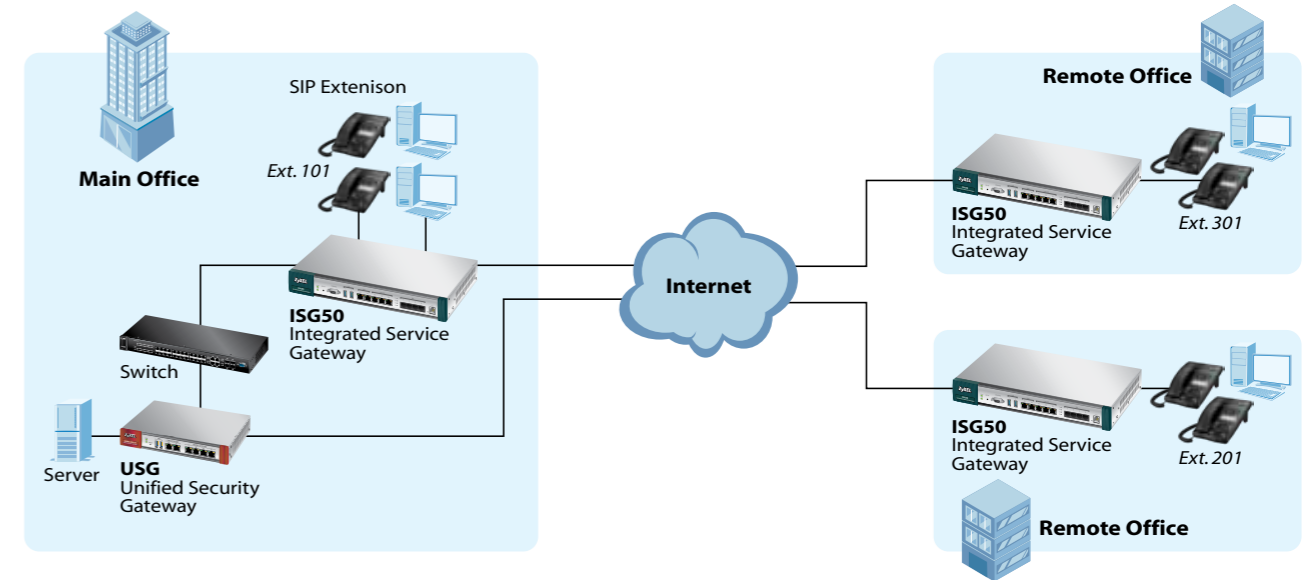 SIP Extenison
Ext. 101
Main Office
ISG50
Integrated Service
Gateway
Switch
Server
USG
Unified Security
Gateway
Internet
Remote Office
ISG50
Integrated Service
Gateway
Ext. 301
ISG50
Integrated Service
Gateway
Ext. 201
Remote Office